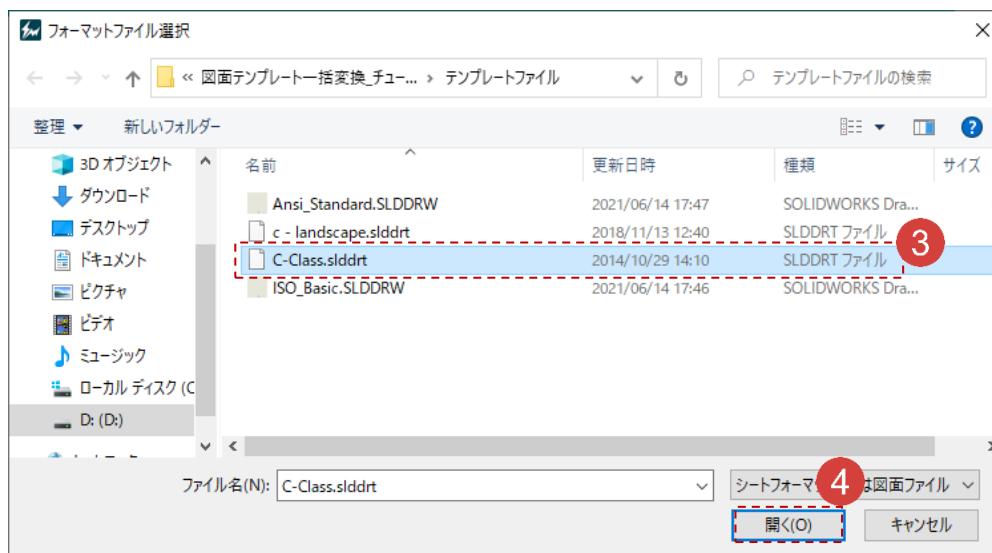 フォーマットファイル選択
« 図面テンプレート一括変換_チュー... › テンプレートファイル
テンプレートファイルの検索
整理 新しいフォルダー
名前 更新日時 種類 サイズ
3D オブジェクト
ダウンロード
デスクトップ
ドキュメント
ピクチャ
ビデオ
ミュージック
ローカル ディスク (C
D: (D:)
Ansi_Standard.SLDDRW 2021/06/14 17:47 SOLIDWORKS Dra...
c - landscape.slddrt 2018/11/13 12:40 SLDDRT ファイル
C-Class.slddrt 2014/10/29 14:10 SLDDRT ファイル
3
ISO_Basic.SLDDRW 2021/06/14 17:46 SOLIDWORKS Dra...
ファイル名(N): C-Class.slddrt
シートフォーマ 4 は図面ファイル
開く(O) キャンセル